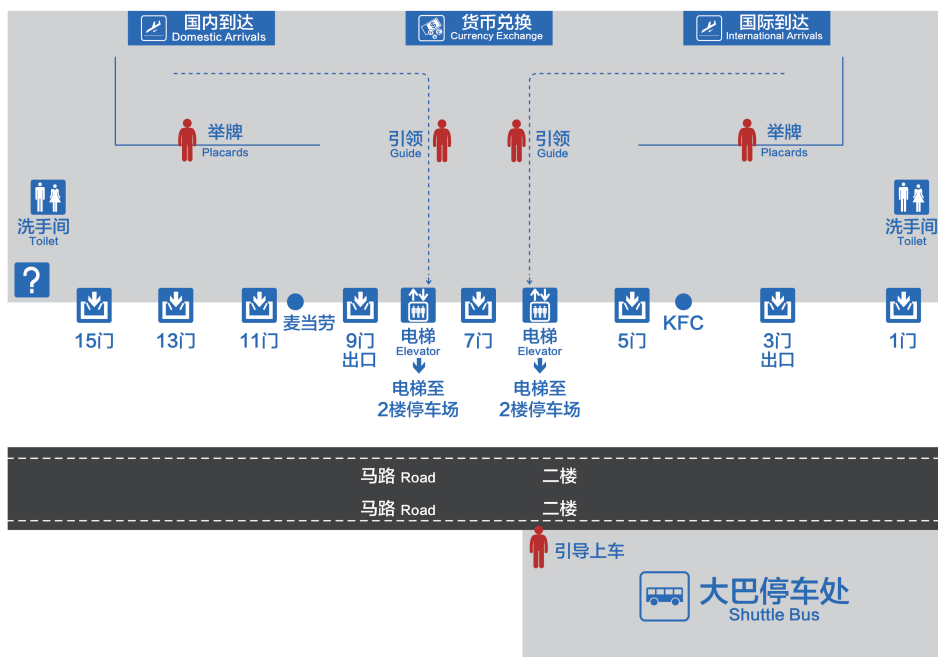 国内到达
Domestic Arrivals
货币兑换
Currency Exchange
国际到达
International Arrivals
举牌
Placards
引领
Guide
引领
Guide
举牌
Placards
洗手间
Toilet
洗手间
Toilet
?
15门
13门
11门
麦当劳
9门
出口
电梯
Elevator
电梯至
2楼停车场
7门
电梯
Elevator
电梯至
2楼停车场
5门
KFC
3门
出口
1门
马路 Road 二楼
马路 Road 二楼
引导上车
大巴停车处
Shuttle Bus